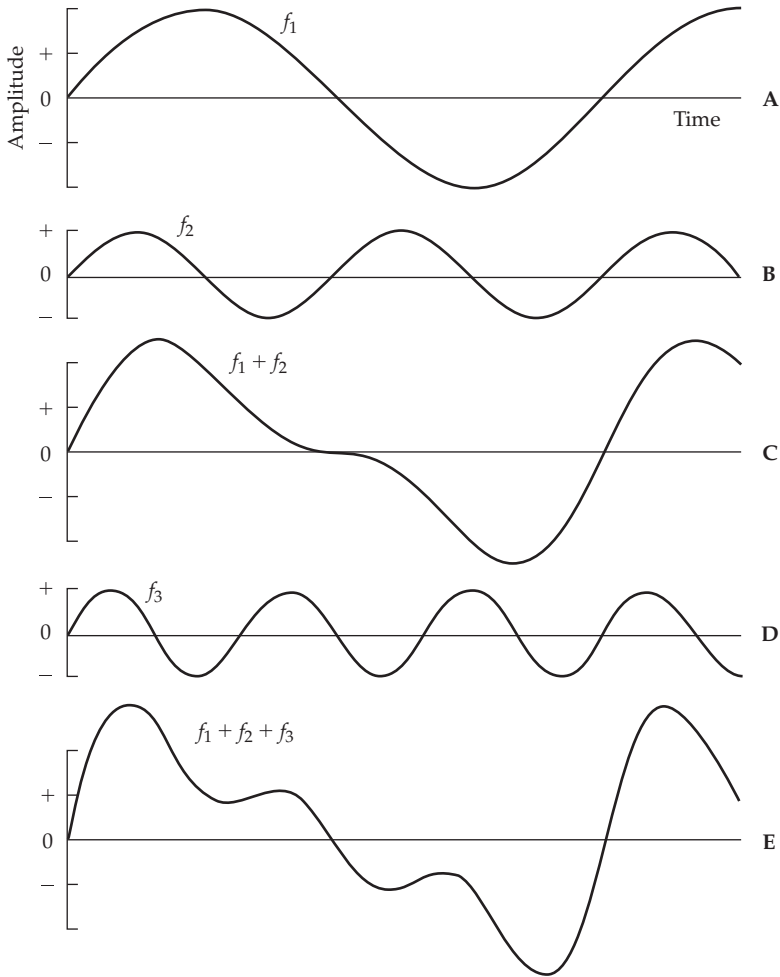 f1
Amplitude
+
0
−
Time
A
f2
+
0
−
B
f1 + f2
+
0
−
C
f3
+
0
−
D
f1 + f2 + f3
+
0
−
E